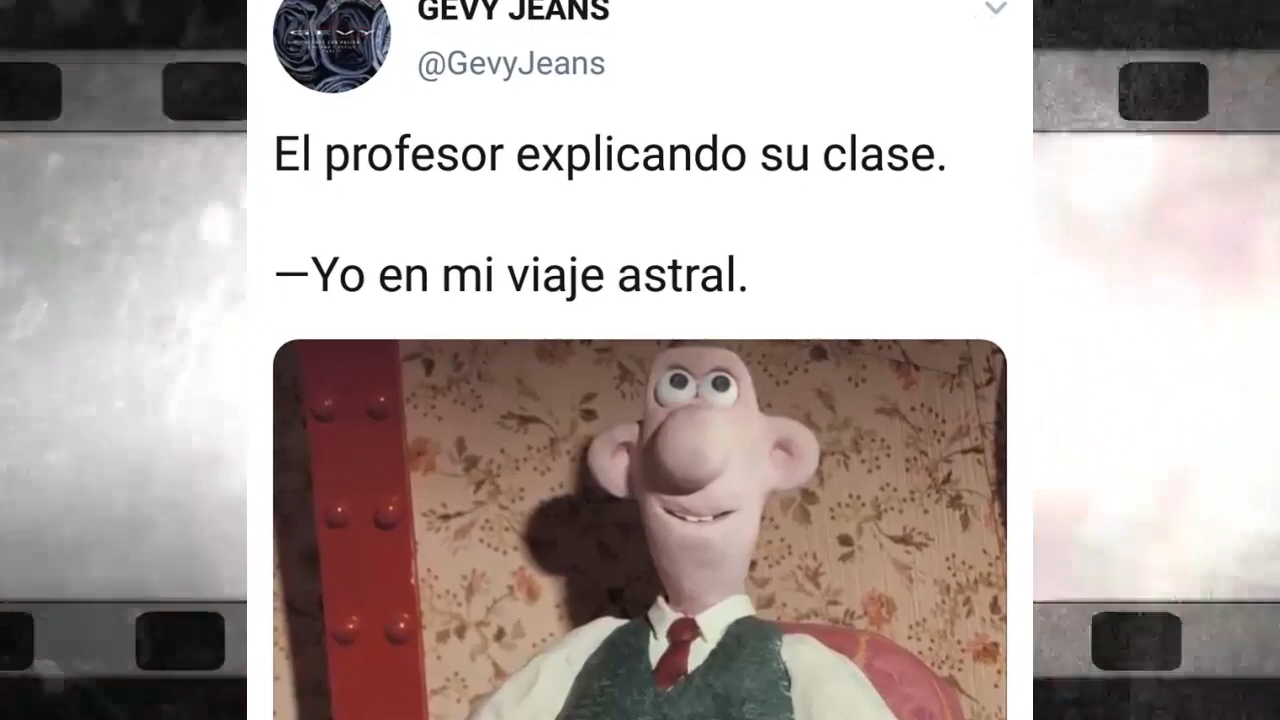 GEVY JEANS
@GevyJeans
El profesor explicando su clase.
—Yo en mi viaje astral.